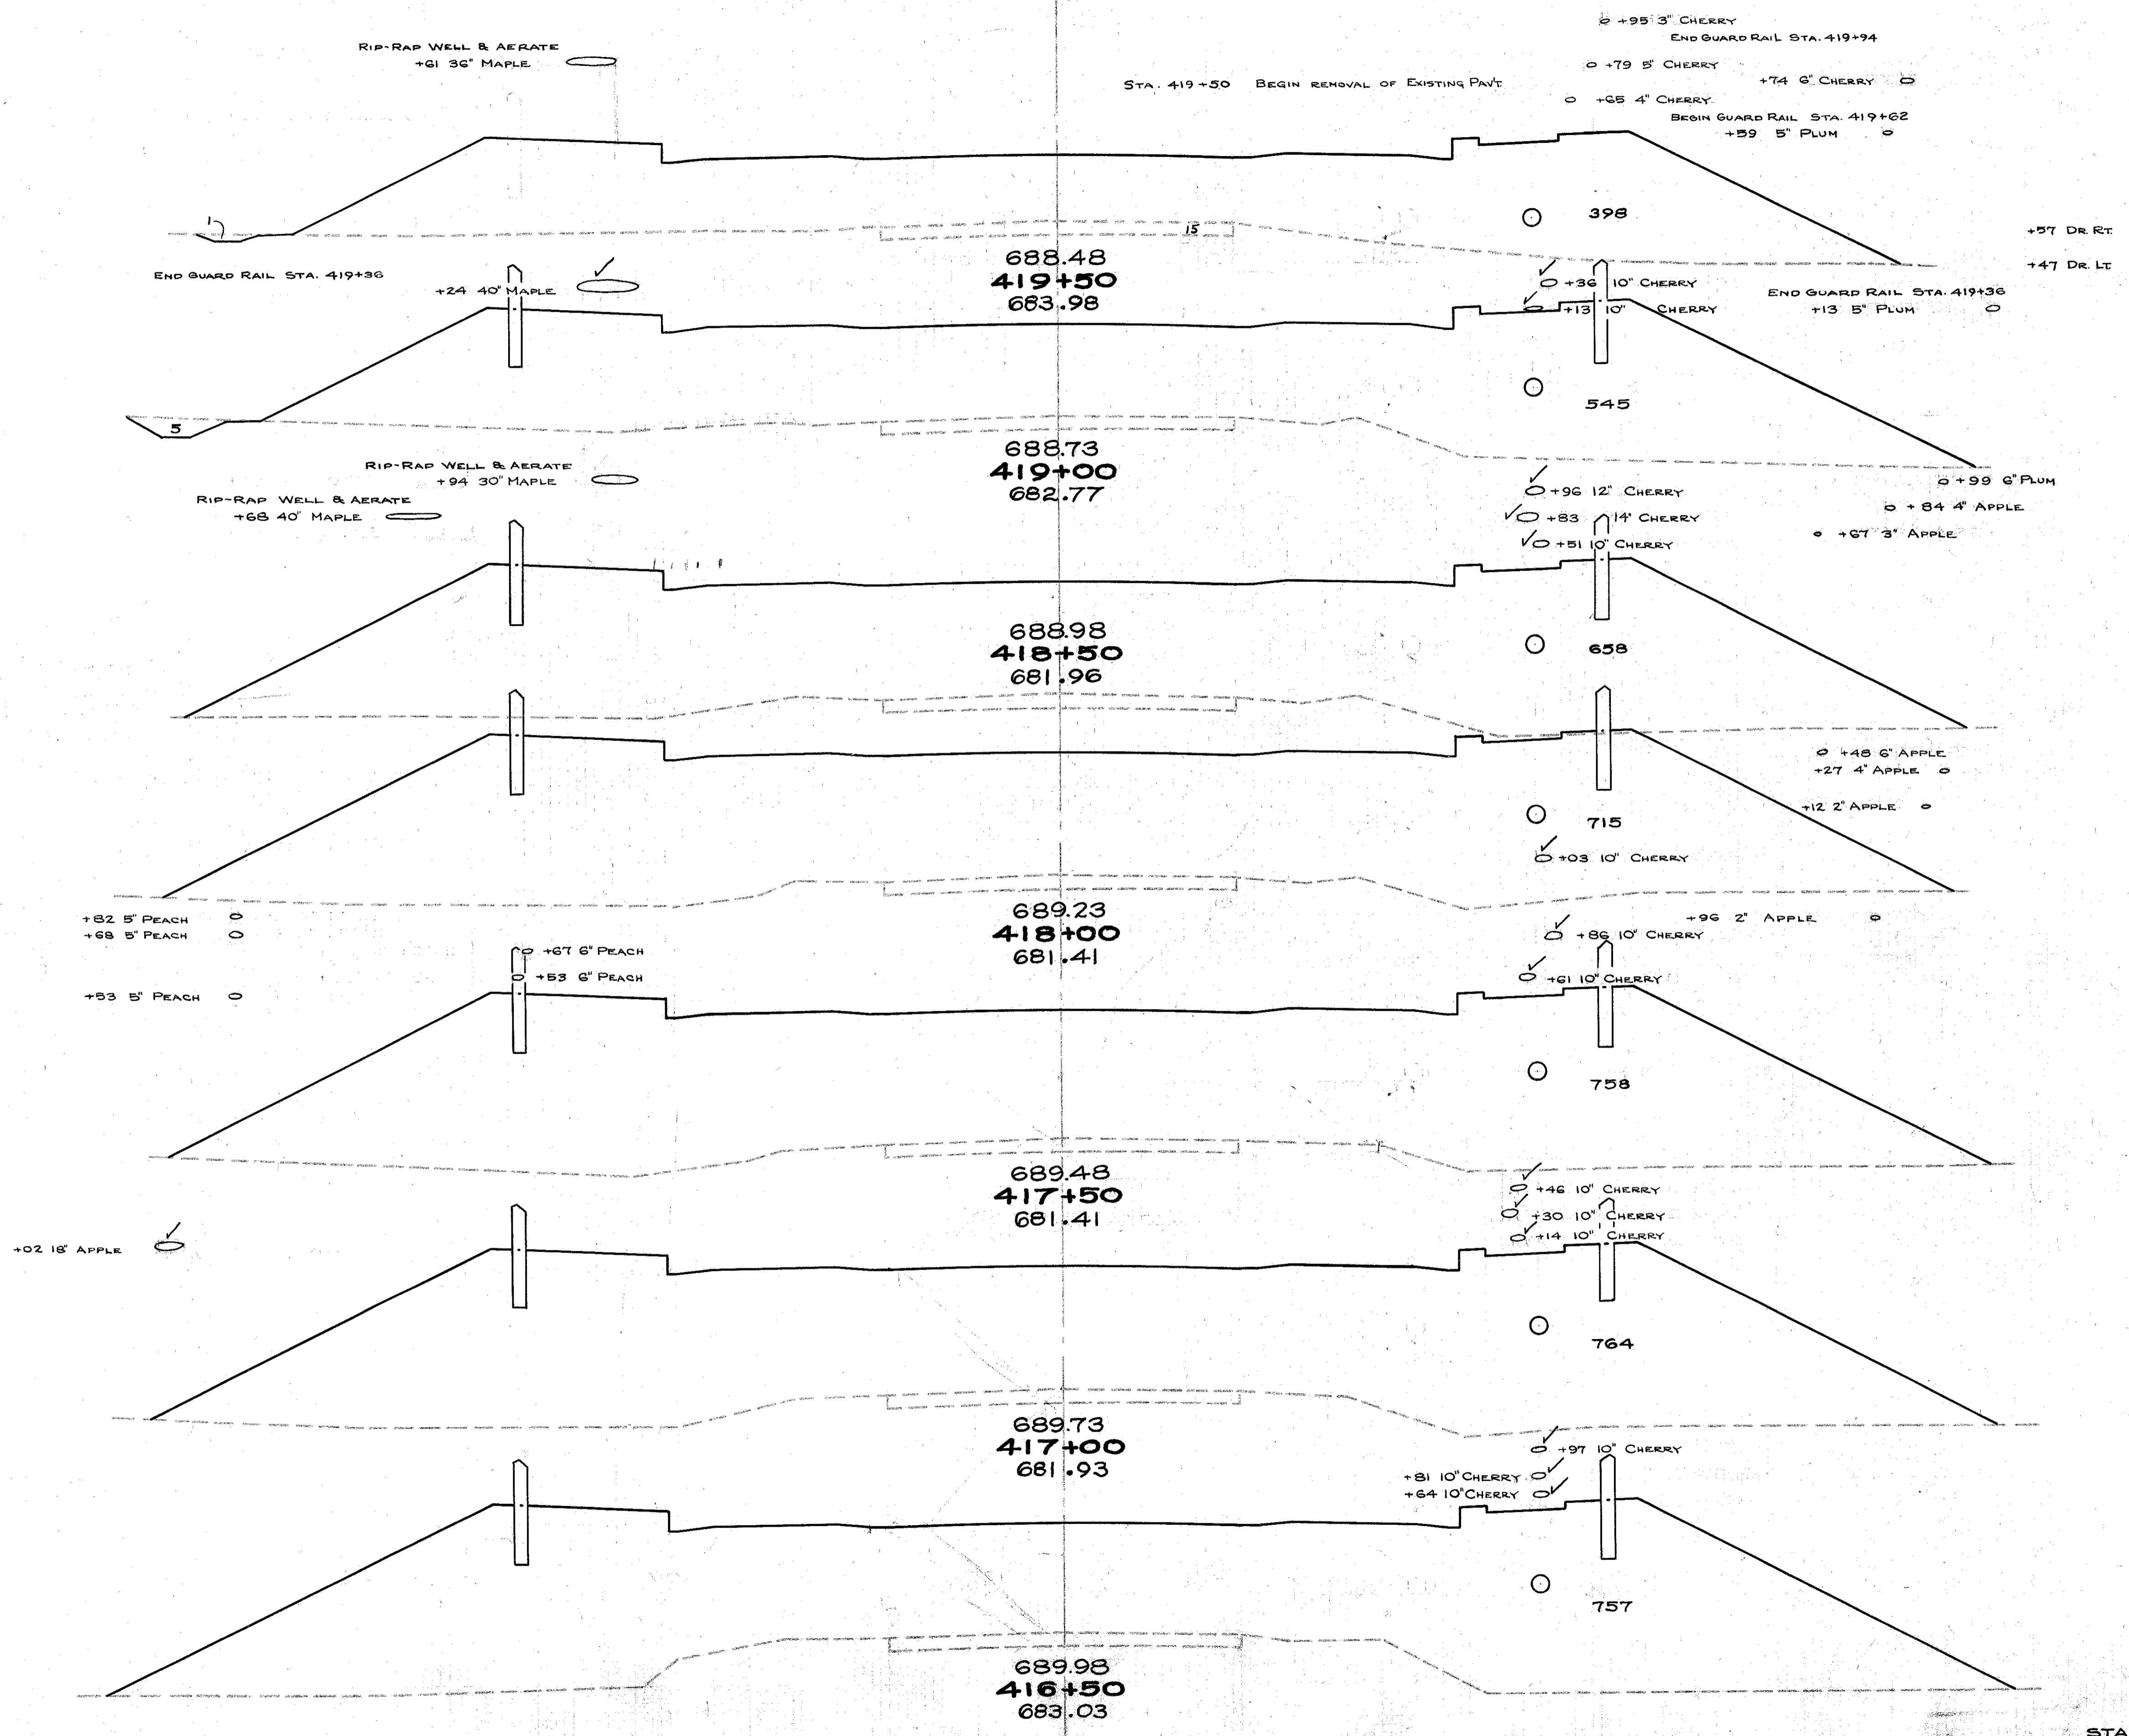 +95 3" CHERRY
END GUARD RAIL STA. 419+94
RIP-RAP WELL & AERATE
+61 36" MAPLE
+79 5" CHERRY
+74 6" CHERRY
STA. 419+50 BEGIN REMOVAL OF EXISTING PAV'T.
+65 4" CHERRY
BEGIN GUARD RAIL STA. 419+62
+59 5" PLUM
1
398
15
+57 DR. RT.
688.48
419+50
683.98
+47 DR. LT.
END GUARD RAIL STA. 419+36
+24 40" MAPLE
+36 10" CHERRY
END GUARD RAIL STA. 419+36
+13 10" CHERRY
+13 5" PLUM
545
5
688.73
419+00
682.77
RIP-RAP WELL & AERATE
+94 30" MAPLE
RIP-RAP WELL & AERATE
+68 40" MAPLE
+96 12" CHERRY
+99 6" PLUM
+83 14" CHERRY
+84 4" APPLE
+51 10" CHERRY
+67 3" APPLE
688.98
418+50
681.96
658
+48 6" APPLE
+27 4" APPLE
+12 2" APPLE
715
+03 10" CHERRY
689.23
418+00
681.41
+82 5" PEACH
+68 5" PEACH
+67 6" PEACH
+53 6" PEACH
+53 5" PEACH
+96 2" APPLE
+86 10" CHERRY
+61 10" CHERRY
758
689.48
417+50
681.41
+46 10" CHERRY
+30 10" CHERRY
+14 10" CHERRY
+02 18" APPLE
764
689.73
417+00
681.93
+97 10" CHERRY
+81 10" CHERRY
+64 10" CHERRY
757
689.98
416+50
683.03
STA